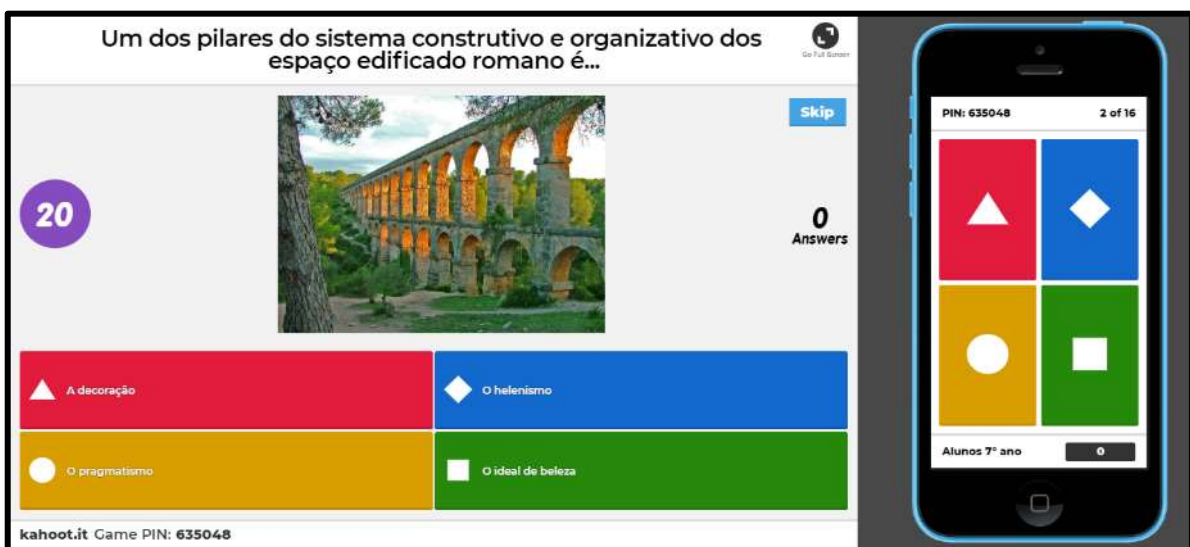 Um dos pilares do sistema construtivo e organizativo dos
espaço edificado romano é...
Go Full Screen
Skip
20
0
Answers
A decoração
O helenismo
O pragmatismo
O ideal de beleza
kahoot.it Game PIN: 635048
PIN: 635048 2 of 16
Alunos 7º ano 0